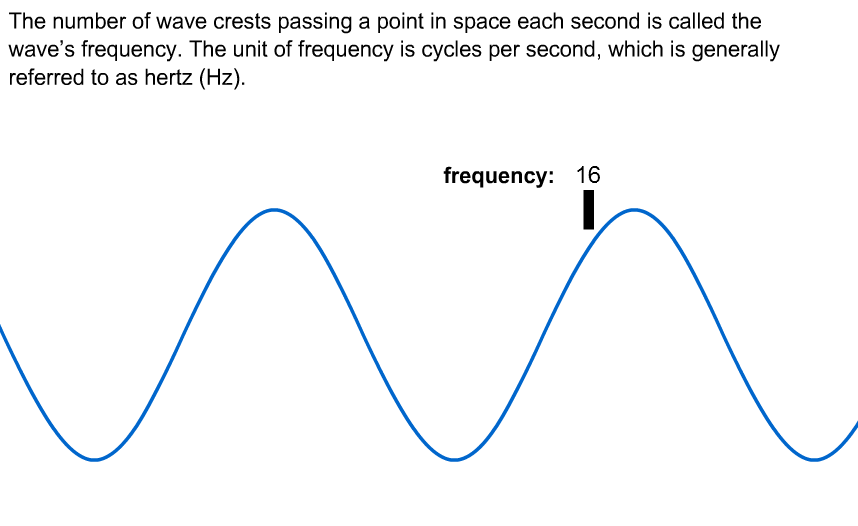 The number of wave crests passing a point in space each second is called the
wave’s frequency. The unit of frequency is cycles per second, which is generally
referred to as hertz (Hz).
frequency: 16